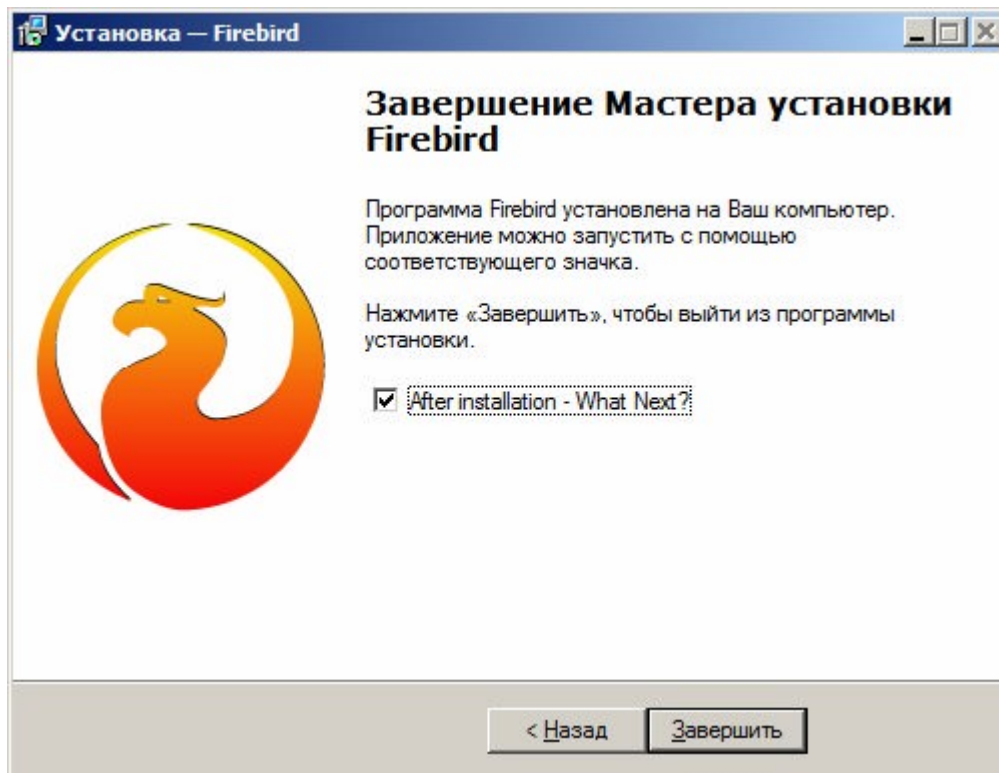 Установка — Firebird
Завершение Мастера установки
Firebird
Программа Firebird установлена на Ваш компьютер.
Приложение можно запустить с помощью
соответствующего значка.
Нажмите «Завершить», чтобы выйти из программы
установки.
After installation - What Next?
< Назад
Завершить